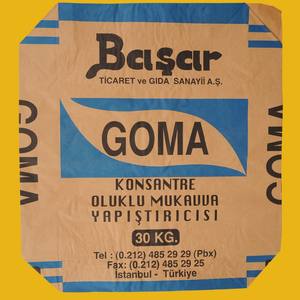 Başar
TİCARET ve GIDA SANAYİİ A.Ş.
GOMA
GOMA
GOMA
KONSANTRE
OLUKLU MUKAVVA
YAPIŞTIRICISI
30 KG.
Tel : (0.212) 485 29 29 (Pbx)
Fax: (0.212) 485 29 25
İstanbul - Türkiye